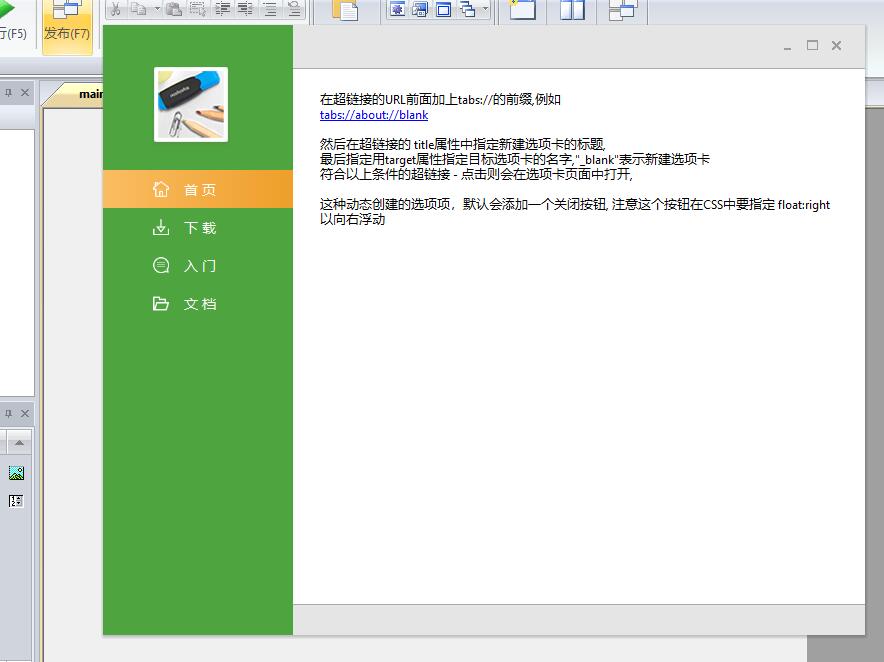 行(F5)
发布(F7)
main
首 页
下 载
入 门
文 档
在超链接的URL前面加上tabs://的前缀,例如
tabs://about://blank
然后在超链接的 title属性中指定新建选项卡的标题,
最后指定用target属性指定目标选项卡的名字,"_blank"表示新建选项卡
符合以上条件的超链接 - 点击则会在选项卡页面中打开,
这种动态创建的选项项，默认会添加一个关闭按钮, 注意这个按钮在CSS中要指定 float:right
以向右浮动